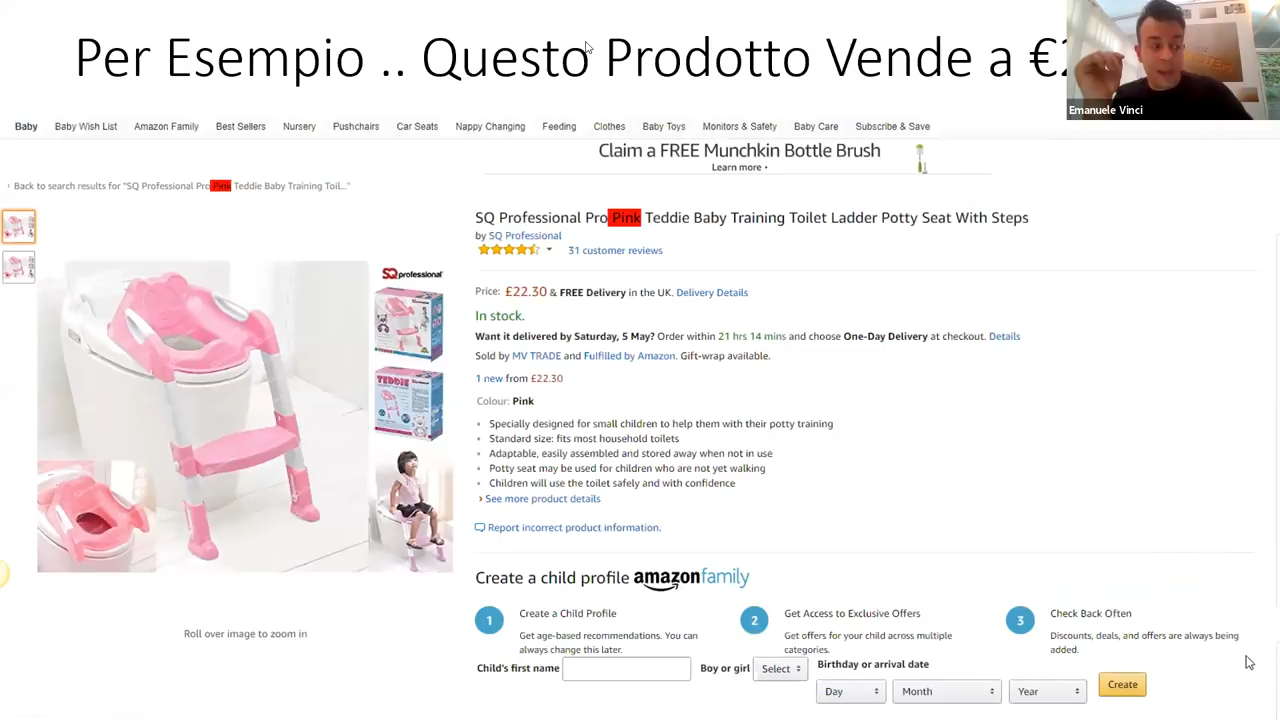 Per Esempio .. Questo Prodotto Vende a €
Emanuele Vinci
Baby Baby Wish List Amazon Family Best Sellers Nursery Pushchairs Car Seats Nappy Changing Feeding Clothes Baby Toys Monitors & Safety Baby Care Subscribe & Save
Claim a FREE Munchkin Bottle Brush
Learn more ›
‹ Back to search results for "SQ Professional Pro Pink Teddie Baby Training Toil..."
SQ Professional Pro Pink Teddie Baby Training Toilet Ladder Potty Seat With Steps
by SQ Professional
31 customer reviews
Price: £22.30 & FREE Delivery in the UK. Delivery Details
In stock.
Want it delivered by Saturday, 5 May? Order within 21 hrs 14 mins and choose One-Day Delivery at checkout. Details
Sold by MV TRADE and Fulfilled by Amazon. Gift-wrap available.
1 new from £22.30
Colour: Pink
Specially designed for small children to help them with their potty training
Standard size: fits most household toilets
Adaptable, easily assembled and stored away when not in use
Potty seat may be used for children who are not yet walking
Children will use the toilet safely and with confidence
› See more product details
Report incorrect product information.
SQ professional
TEDDIE
Roll over image to zoom in
Create a child profile amazonfamily
1 Create a Child Profile
Get age-based recommendations. You can
always change this later.
2 Get Access to Exclusive Offers
Get offers for your child across multiple
categories.
3 Check Back Often
Discounts, deals, and offers are always being
added.
Child's first name Boy or girl Select Birthday or arrival date
Day Month Year Create